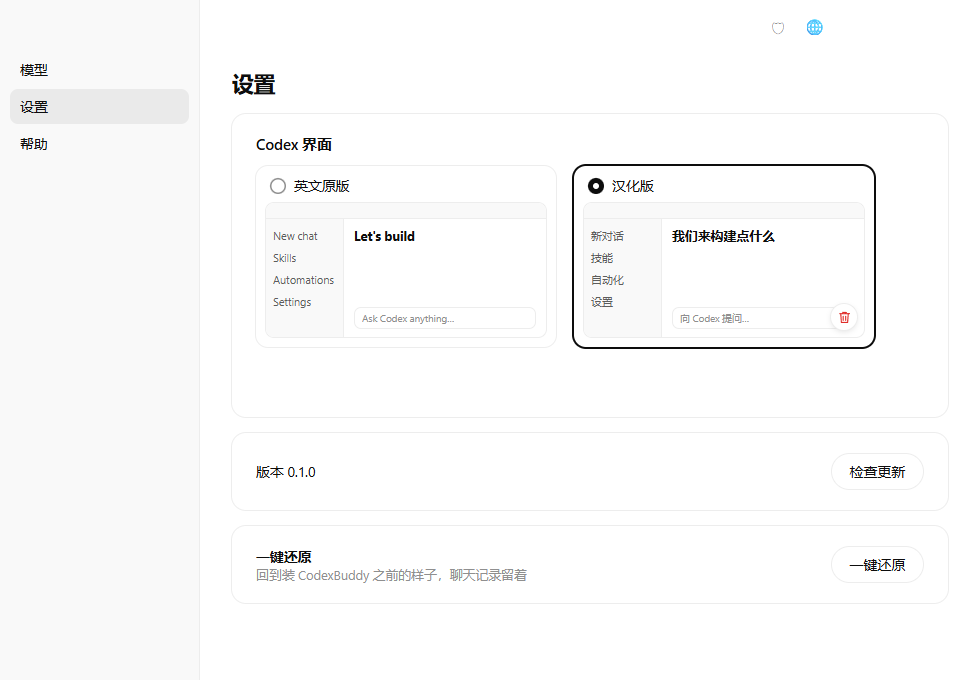 模型
设置
帮助
设置
Codex 界面
英文原版
New chat
Skills
Automations
Settings
Let's build
Ask Codex anything...
汉化版
新对话
技能
自动化
设置
我们来构建点什么
向 Codex 提问...
版本 0.1.0
检查更新
一键还原
回到装 CodexBuddy 之前的样子，聊天记录留着
一键还原